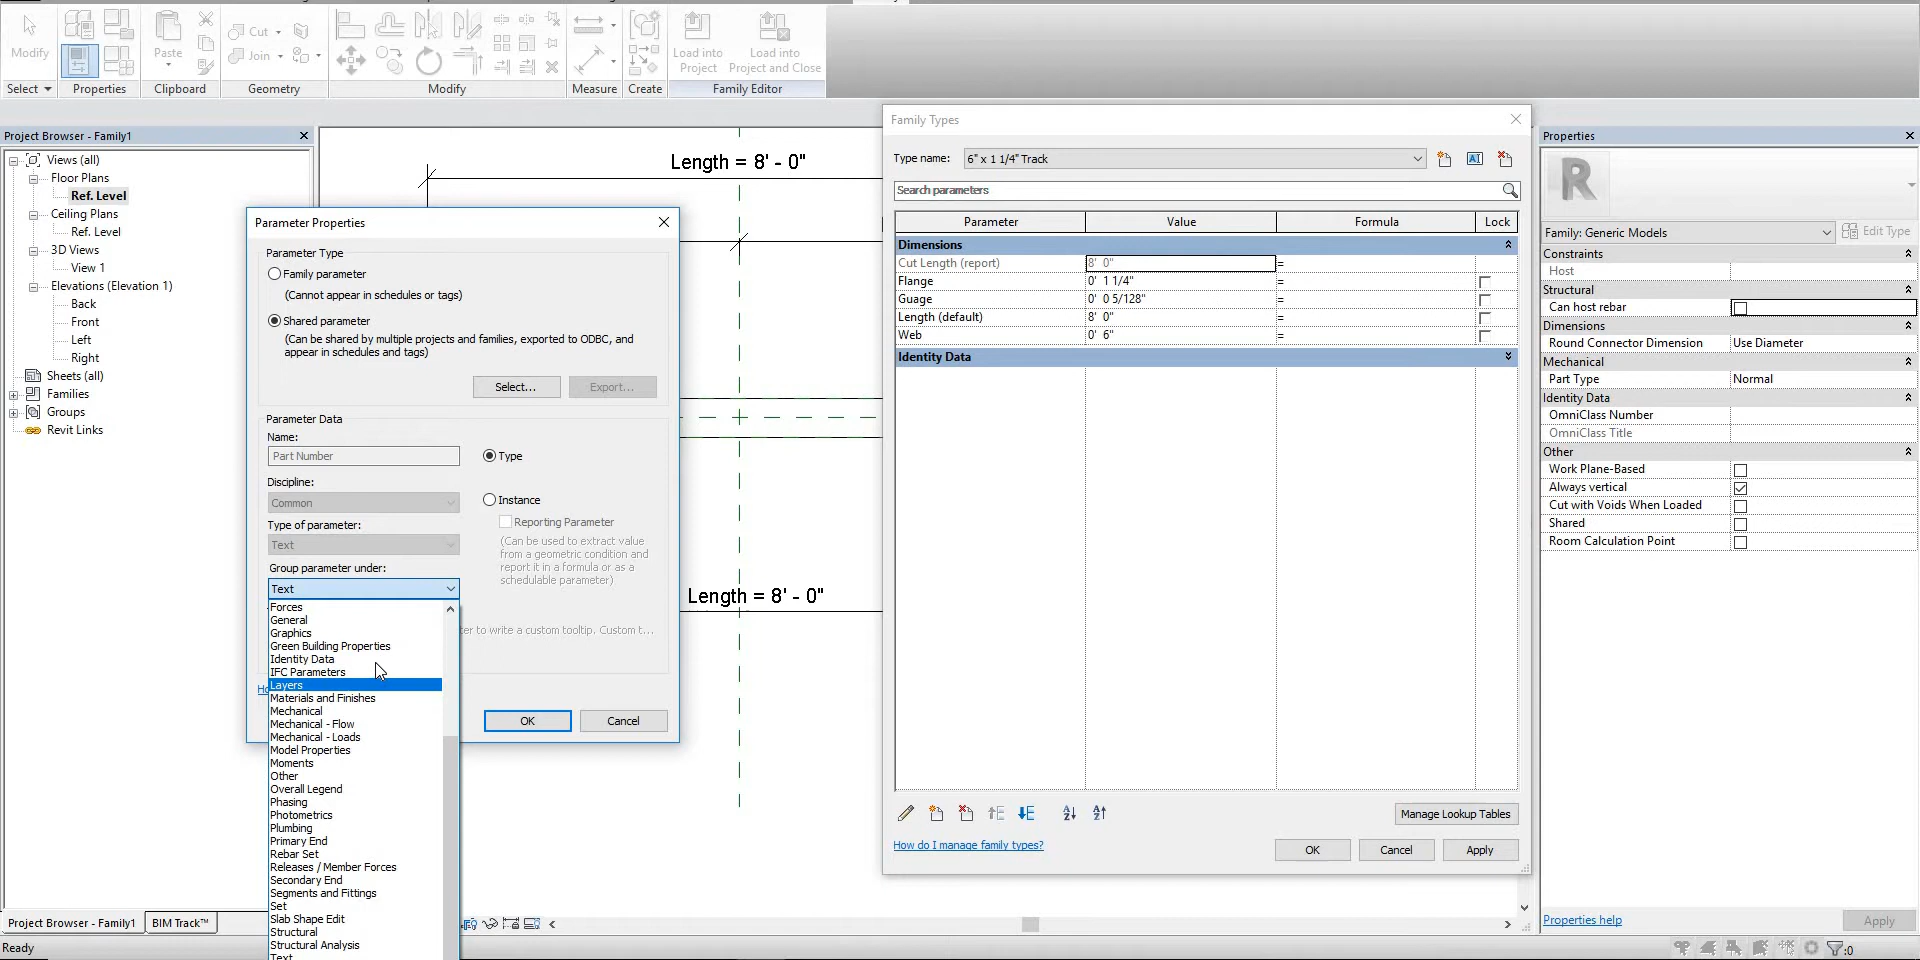 Modify
Select
Properties
Paste
Clipboard
Cut
Join
Geometry
Modify
Measure
Create
Load into
Project
Load into
Project and Close
Family Editor
Project Browser - Family1
Views (all)
Floor Plans
Ref. Level
Ceiling Plans
Ref. Level
3D Views
View 1
Elevations (Elevation 1)
Back
Front
Left
Right
Sheets (all)
Families
Groups
Revit Links
Project Browser - Family1
BIM Track™
Ready
Length = 8' - 0"
Length = 8' - 0"
Parameter Properties
Parameter Type
Family parameter
(Cannot appear in schedules or tags)
Shared parameter
(Can be shared by multiple projects and families, exported to ODBC, and
appear in schedules and tags)
Select...
Export...
Parameter Data
Name:
Part Number
Type
Discipline:
Common
Instance
Reporting Parameter
Type of parameter:
Text
(Can be used to extract value
from a geometric condition and
report it in a formula or as a
schedulable parameter)
Group parameter under:
Text
Forces
General
Graphics
Green Building Properties
Identity Data
IFC Parameters
Layers
Materials and Finishes
Mechanical
Mechanical - Flow
Mechanical - Loads
Model Properties
Moments
Other
Overall Legend
Phasing
Photometrics
Plumbing
Primary End
Rebar Set
Releases / Member Forces
Secondary End
Segments and Fittings
Set
Slab Shape Edit
Structural
Structural Analysis
Text
ter to write a custom tooltip. Custom t...
Ho
OK
Cancel
Family Types
Type name:
6" x 1 1/4" Track
Search parameters
Parameter Value Formula Lock
Dimensions
Cut Length (report) 8' 0" =
Flange 0' 1 1/4" =
Guage 0' 0 5/128" =
Length (default) 8' 0" =
Web 0' 6" =
Identity Data
Manage Lookup Tables
How do I manage family types?
OK
Cancel
Apply
Properties
R
Family: Generic Models
Edit Type
Constraints
Host
Structural
Can host rebar
Dimensions
Round Connector Dimension Use Diameter
Mechanical
Part Type Normal
Identity Data
OmniClass Number
OmniClass Title
Other
Work Plane-Based
Always vertical
Cut with Voids When Loaded
Shared
Room Calculation Point
Properties help
Apply
:0